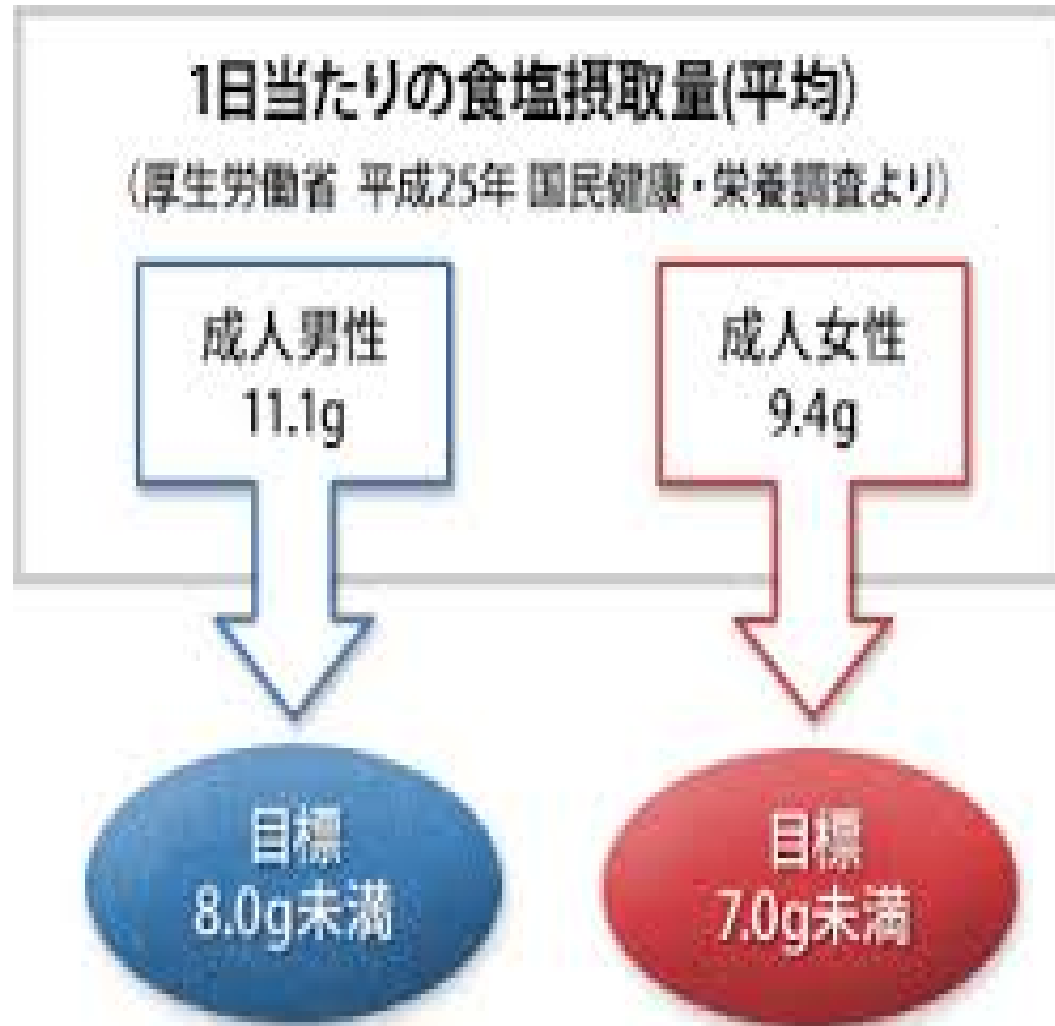 1日当たりの食塩摂取量(平均)
(厚生労働省 平成25年 国民健康・栄養調査より)
成人男性
11.1g
成人女性
9.4g
目標
8.0g未満
目標
7.0g未満